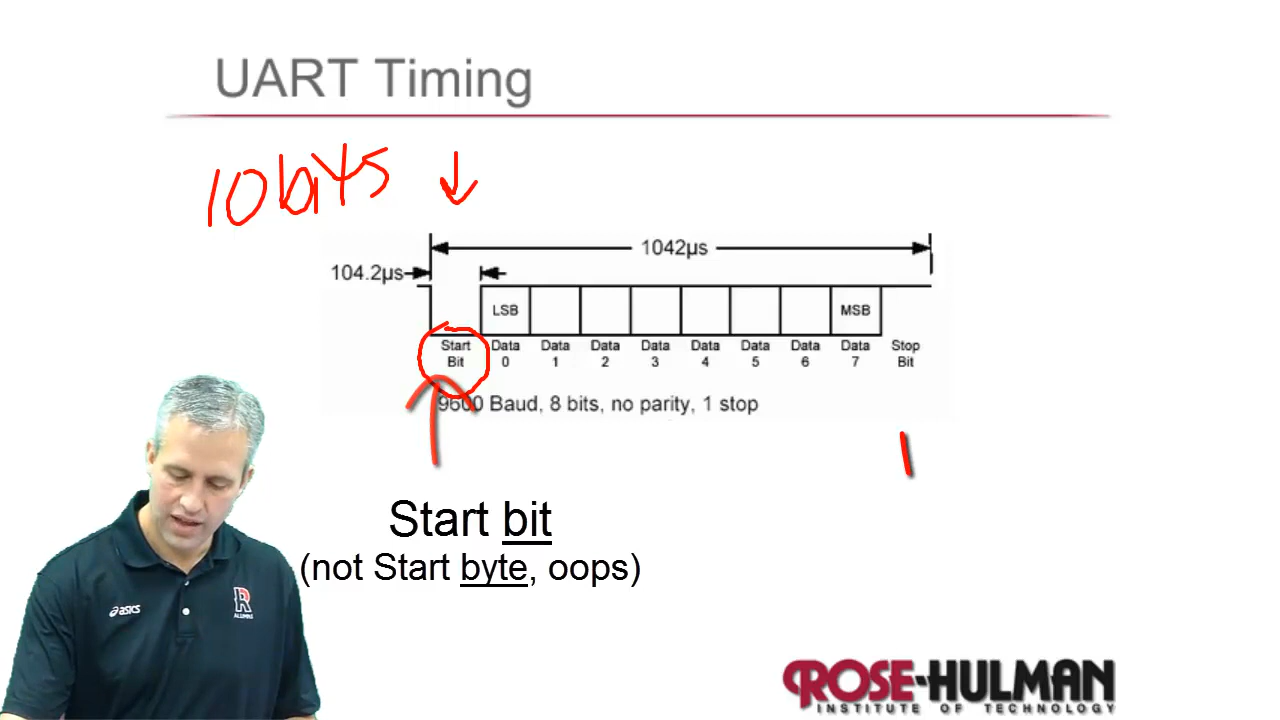 UART Timing
10 bits
1042µs
104.2µs
LSB
MSB
Start Bit
Data 0
Data 1
Data 2
Data 3
Data 4
Data 5
Data 6
Data 7
Stop Bit
9600 Baud, 8 bits, no parity, 1 stop
Start bit
(not Start byte, oops)
asics
R
ALUMNI
ROSE-HULMAN
INSTITUTE OF TECHNOLOGY